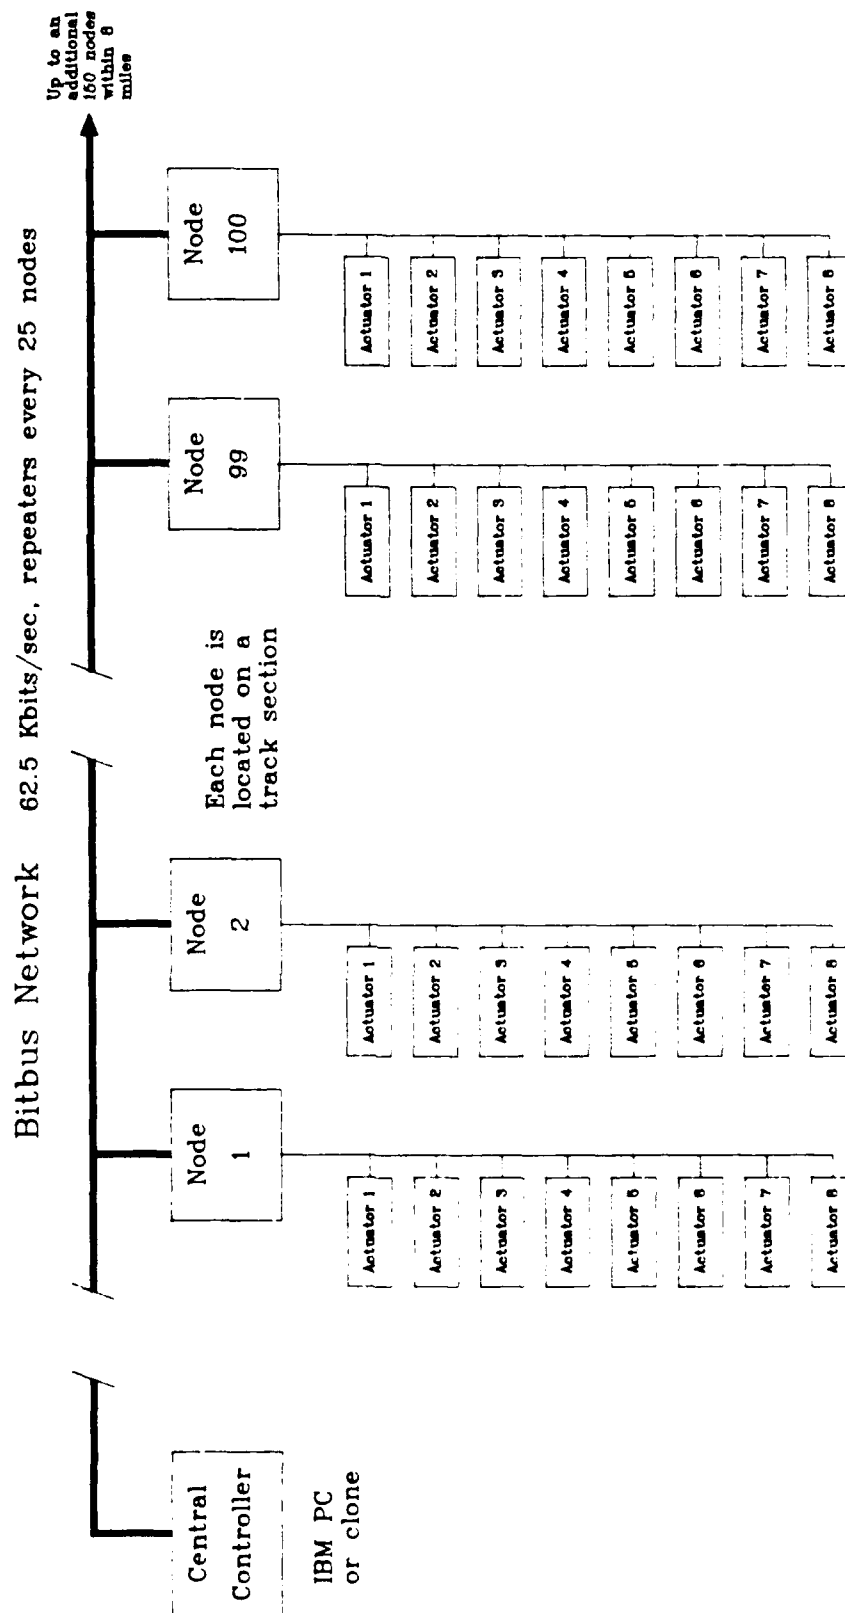 Bitbus Network 62.5 Kbits/sec, repeaters every 25 nodes
Up to an
additional
150 nodes
within 8
miles
Central
Controller
IBM PC
or clone
Node
1
Actuator 1
Actuator 2
Actuator 3
Actuator 4
Actuator 5
Actuator 6
Actuator 7
Actuator 8
Node
2
Actuator 1
Actuator 2
Actuator 3
Actuator 4
Actuator 5
Actuator 6
Actuator 7
Actuator 8
Each node is
located on a
track section
Node
99
Actuator 1
Actuator 2
Actuator 3
Actuator 4
Actuator 5
Actuator 6
Actuator 7
Actuator 8
Node
100
Actuator 1
Actuator 2
Actuator 3
Actuator 4
Actuator 5
Actuator 6
Actuator 7
Actuator 8